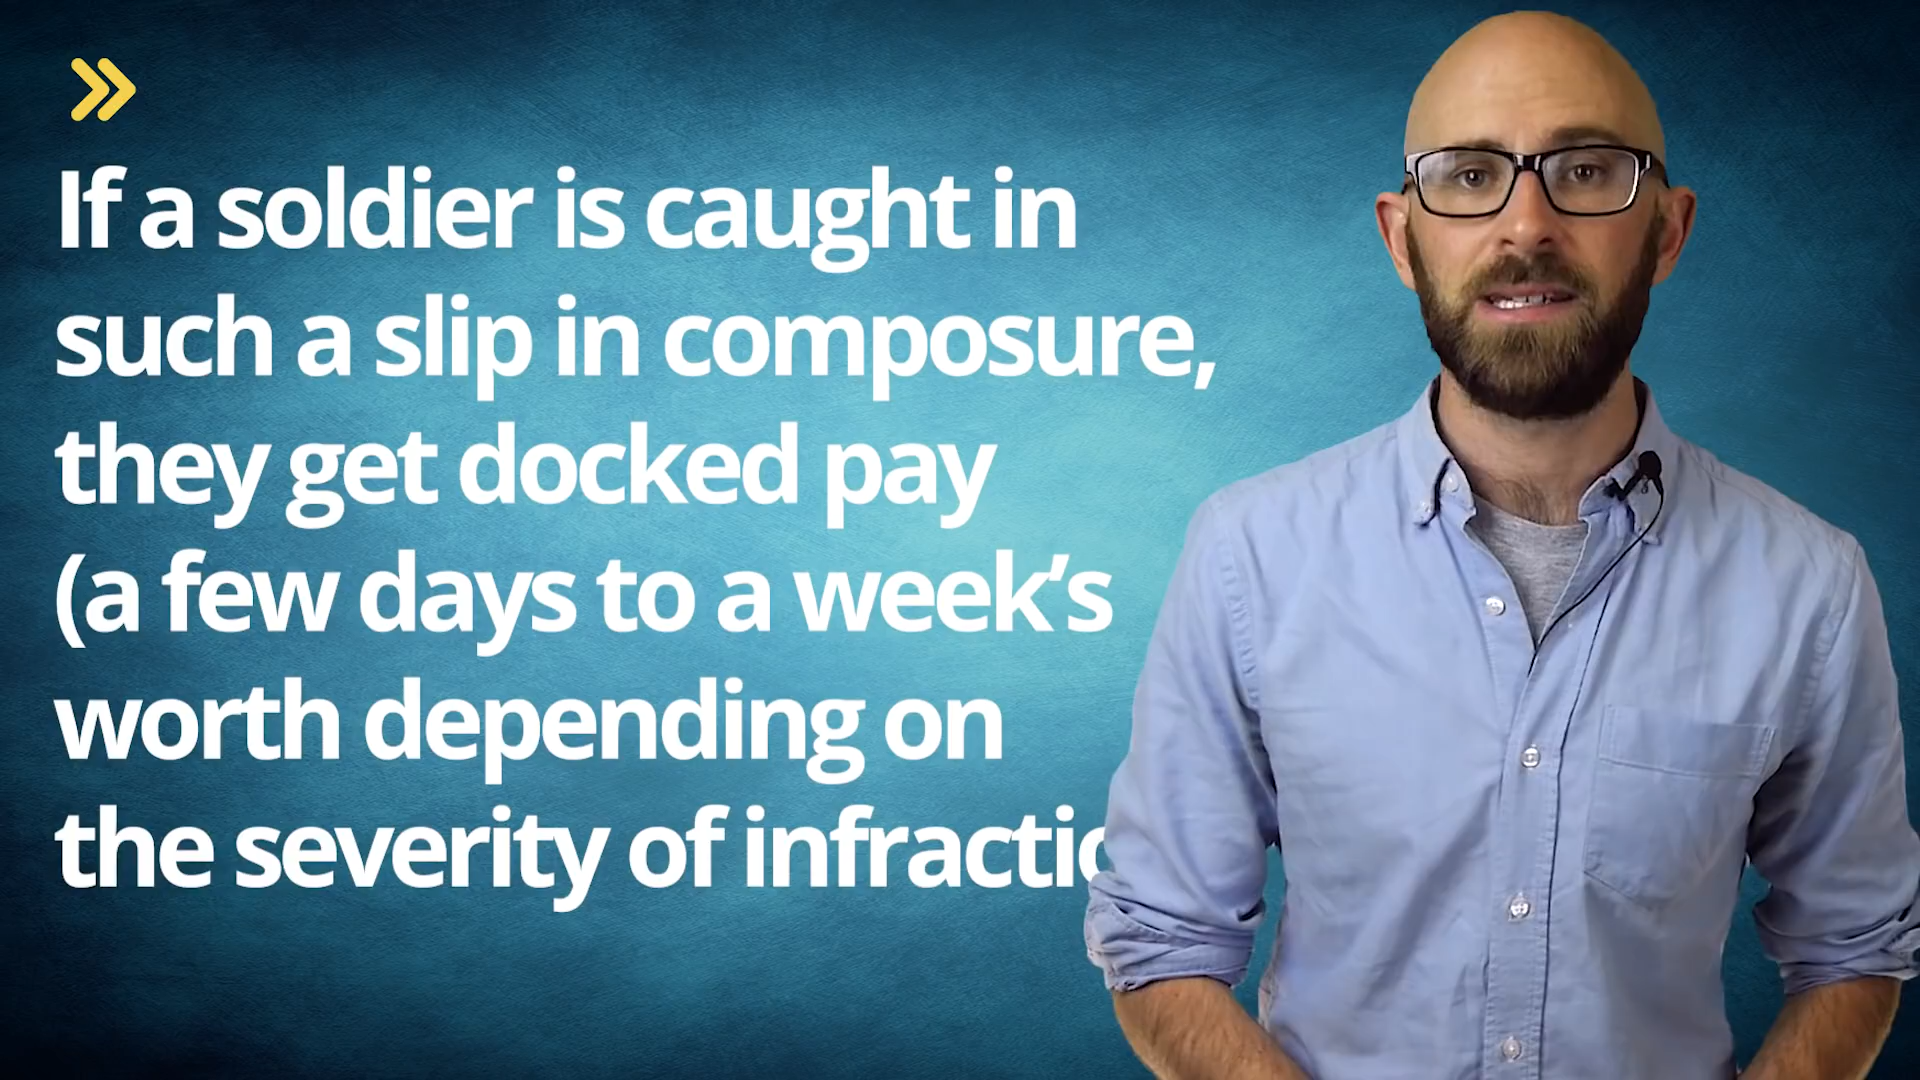 If a soldier is caught in
such a slip in composure,
they get docked pay
(a few days to a week’s
worth depending on
the severity of